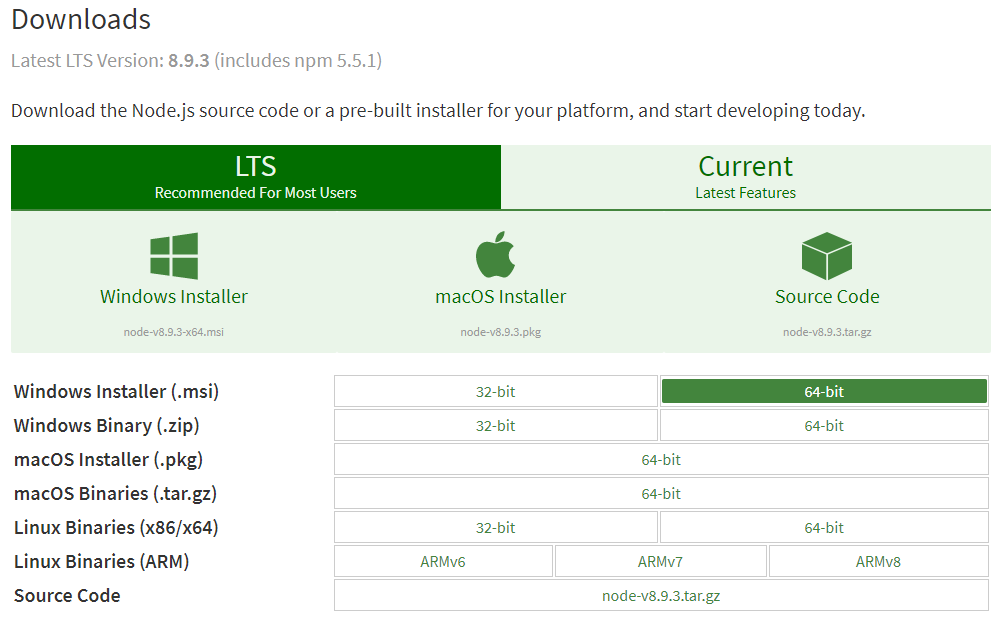 Downloads
Latest LTS Version: 8.9.3 (includes npm 5.5.1)
Download the Node.js source code or a pre-built installer for your platform, and start developing today.
LTS
Recommended For Most Users
Current
Latest Features
Windows Installer
node-v8.9.3-x64.msi
macOS Installer
node-v8.9.3.pkg
Source Code
node-v8.9.3.tar.gz
Windows Installer (.msi) 32-bit 64-bit
Windows Binary (.zip) 32-bit 64-bit
macOS Installer (.pkg) 64-bit
macOS Binaries (.tar.gz) 64-bit
Linux Binaries (x86/x64) 32-bit 64-bit
Linux Binaries (ARM) ARMv6 ARMv7 ARMv8
Source Code node-v8.9.3.tar.gz